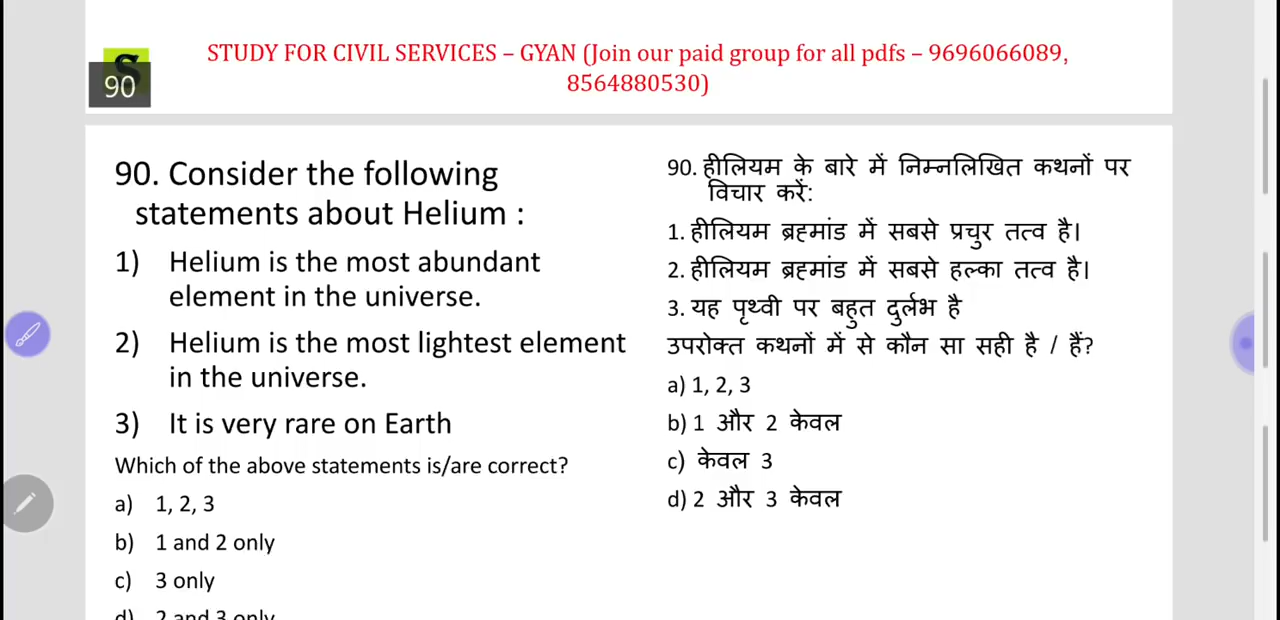 STUDY FOR CIVIL SERVICES – GYAN (Join our paid group for all pdfs – 9696066089,
8564880530)
S
90
90. Consider the following
statements about Helium :
1) Helium is the most abundant
element in the universe.
2) Helium is the most lightest element
in the universe.
3) It is very rare on Earth
Which of the above statements is/are correct?
a) 1, 2, 3
b) 1 and 2 only
c) 3 only
d) 2 and 3 only
90. हीलियम के बारे में निम्नलिखित कथनों पर
विचार करें:
1. हीलियम ब्रह्मांड में सबसे प्रचुर तत्व है।
2. हीलियम ब्रह्मांड में सबसे हल्का तत्व है।
3. यह पृथ्वी पर बहुत दुर्लभ है
उपरोक्त कथनों में से कौन सा सही है / हैं?
a) 1, 2, 3
b) 1 और 2 केवल
c) केवल 3
d) 2 और 3 केवल